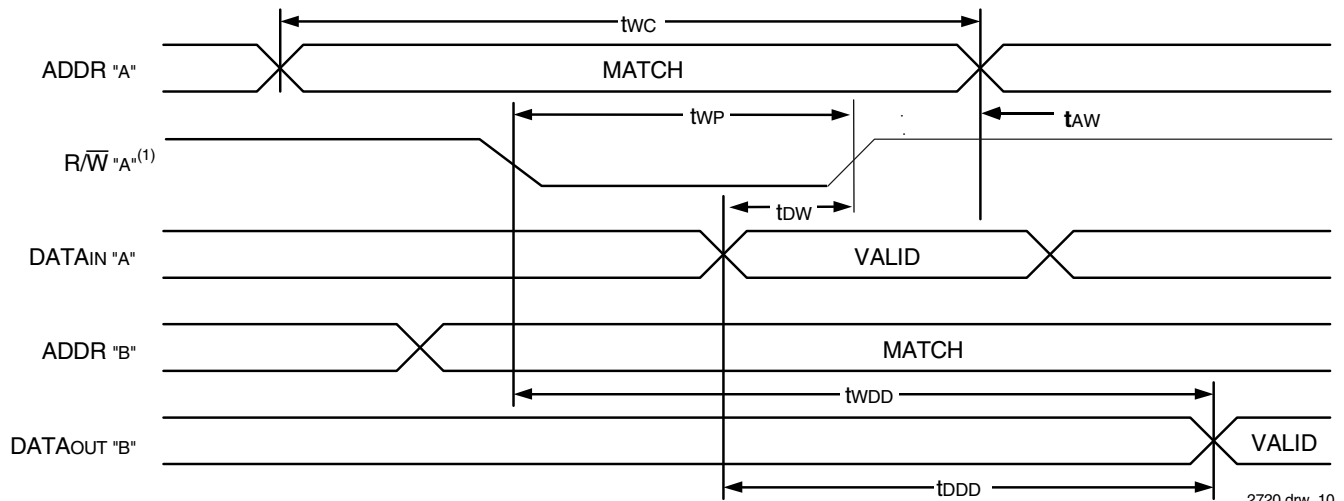 tWC
ADDR "A"
MATCH
tWP
tAW
R/W̅ "A"(1)
tDW
DATAIN "A"
VALID
ADDR "B"
MATCH
tWDD
DATAOUT "B"
VALID
tDDD
2720 drw 10